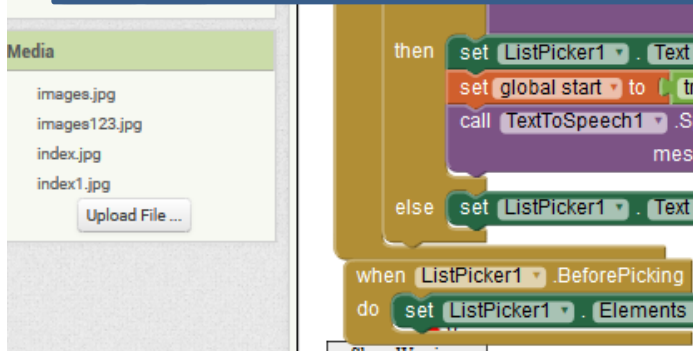 Media
images.jpg
images123.jpg
index.jpg
index1.jpg
Upload File ...
then set ListPicker1 . Text
set global start to
call TextToSpeech1 .S
mes
else set ListPicker1 . Text
when ListPicker1 .BeforePicking
do set ListPicker1 . Elements